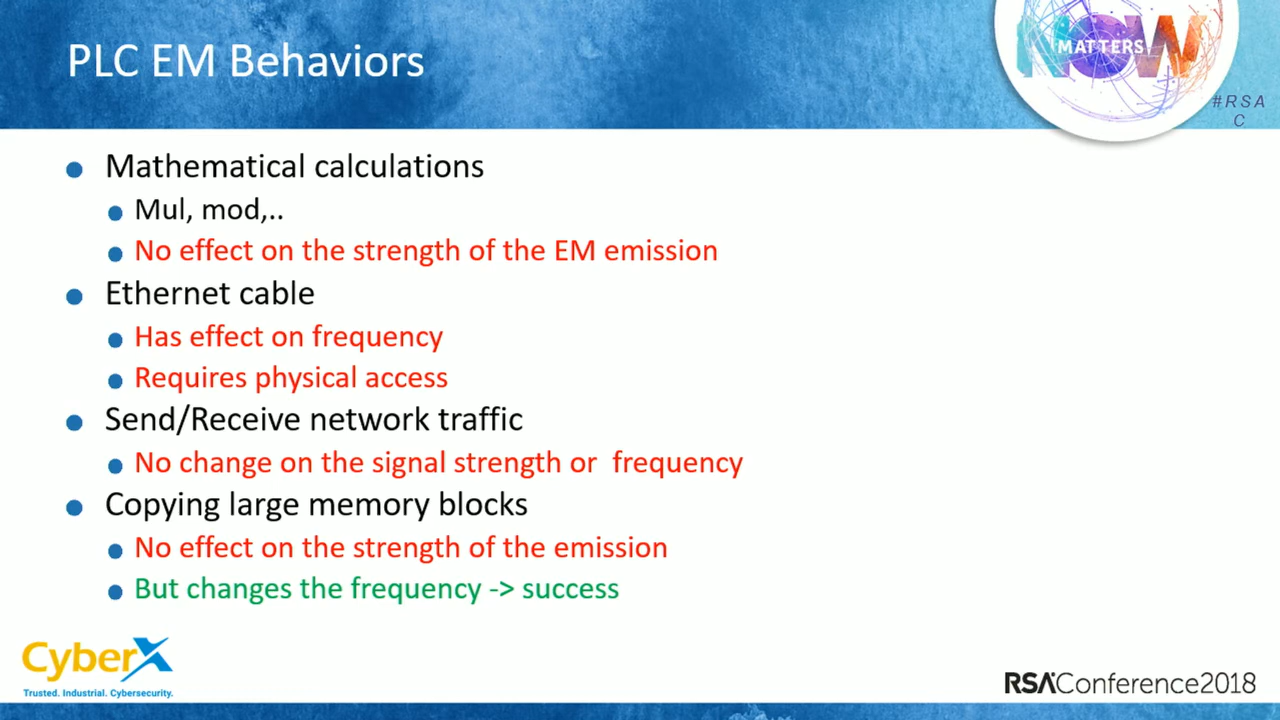 PLC EM Behaviors
NOW
MATTERS
#RSA
C
Mathematical calculations
Mul, mod,..
No effect on the strength of the EM emission
Ethernet cable
Has effect on frequency
Requires physical access
Send/Receive network traffic
No change on the signal strength or  frequency
Copying large memory blocks
No effect on the strength of the emission
But changes the frequency -> success
CyberX
Trusted. Industrial. Cybersecurity.
RSAConference2018